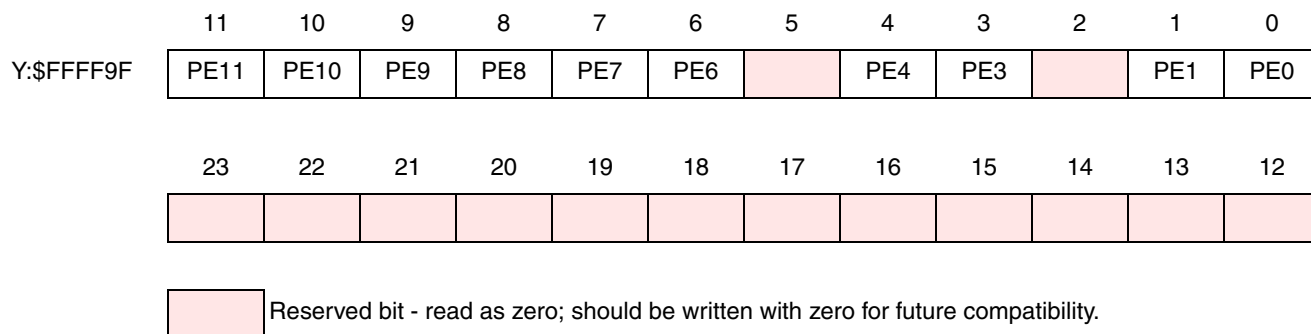 11 10 9 8 7 6 5 4 3 2 1 0
Y:$FFFF9F PE11 PE10 PE9 PE8 PE7 PE6 PE4 PE3 PE1 PE0
23 22 21 20 19 18 17 16 15 14 13 12
Reserved bit - read as zero; should be written with zero for future compatibility.